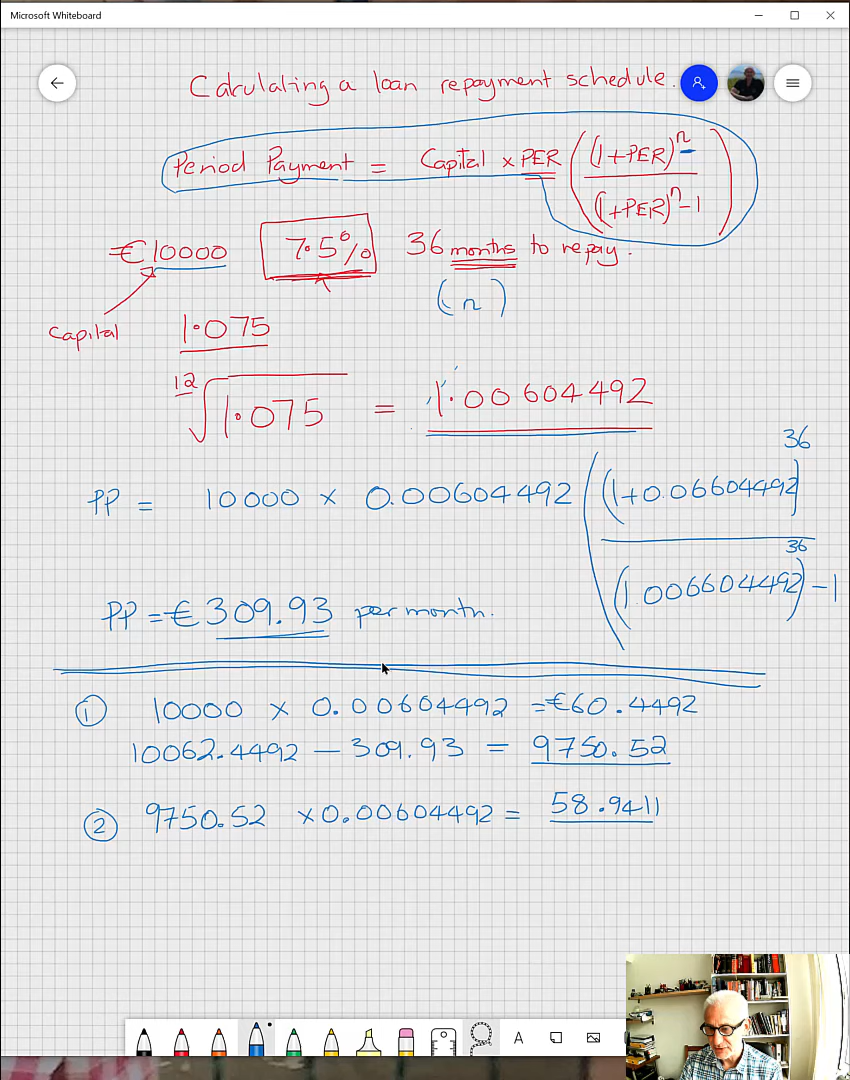 Microsoft Whiteboard
Calculating a loan repayment schedule.
Period Payment = Capital × PER ( (1+PER)^n / (1+PER)^n - 1 )
€10000 7.5% 36 months to repay.
(n)
Capital
1.075
12√1.075 = 1.00604492
PP = 10000 × 0.00604492 ( (1+0.06604492)^36 / (1.006604492)^36 - 1
PP = €309.93 per month.
① 10000 × 0.00604492 = €60.4492
10062.4492 - 309.93 = 9750.52
② 9750.52 × 0.00604492 = 58.9411
A